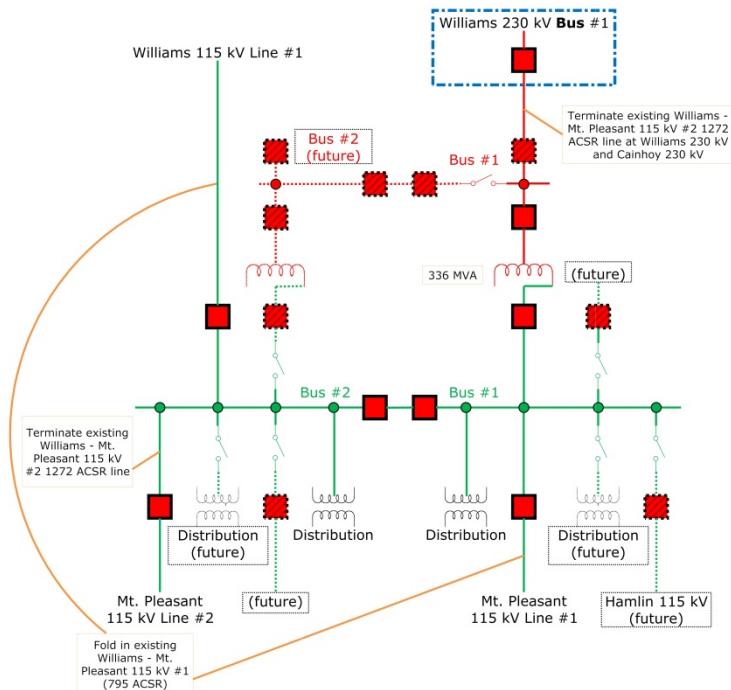 Williams 230 kV Bus #1
Williams 115 kV Line #1
Terminate existing Williams -
Mt. Pleasant 115 kV #2 1272
ACSR line at Williams 230 kV
and Cainhoy 230 kV
Bus #2
(future)
Bus #1
336 MVA
(future)
Bus #2
Bus #1
Terminate existing
Williams - Mt.
Pleasant 115 kV
#2 1272 ACSR line
Distribution
(future)
Distribution
Distribution
Distribution
(future)
Mt. Pleasant
115 kV Line #2
(future)
Mt. Pleasant
115 kV Line #1
Hamlin 115 kV
(future)
Fold in existing
Williams - Mt.
Pleasant 115 kV #1
(795 ACSR)